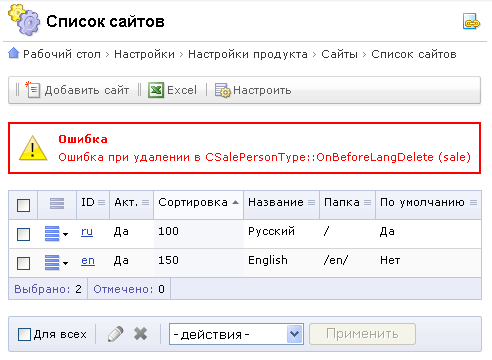 Список сайтов
Рабочий стол › Настройки › Настройки продукта › Сайты › Список сайтов
Добавить сайт Excel Настроить
Ошибка
Ошибка при удалении в CSalePersonType::OnBeforeLangDelete (sale)
ID Акт. Сортировка Название Папка По умолчанию
ru Да 100 Русский / Да
en Да 150 English /en/ Нет
Выбрано: 2 Отмечено: 0
Для всех - действия - Применить